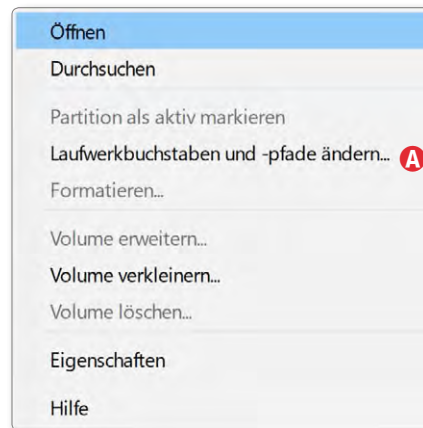 Öffnen
Durchsuchen
Partition als aktiv markieren
Laufwerkbuchstaben und -pfade ändern... A
Formatieren...
Volume erweitern...
Volume verkleinern...
Volume löschen...
Eigenschaften
Hilfe